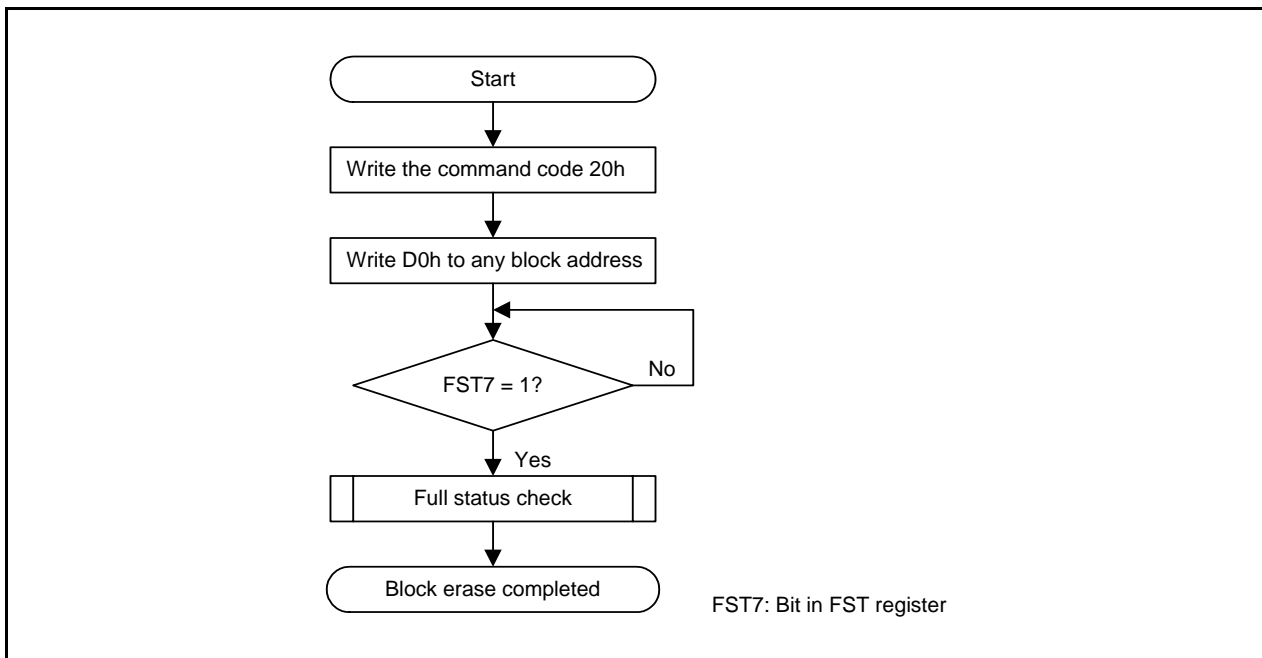 Start
Write the command code 20h
Write D0h to any block address
FST7 = 1?
No
Yes
Full status check
Block erase completed
FST7: Bit in FST register